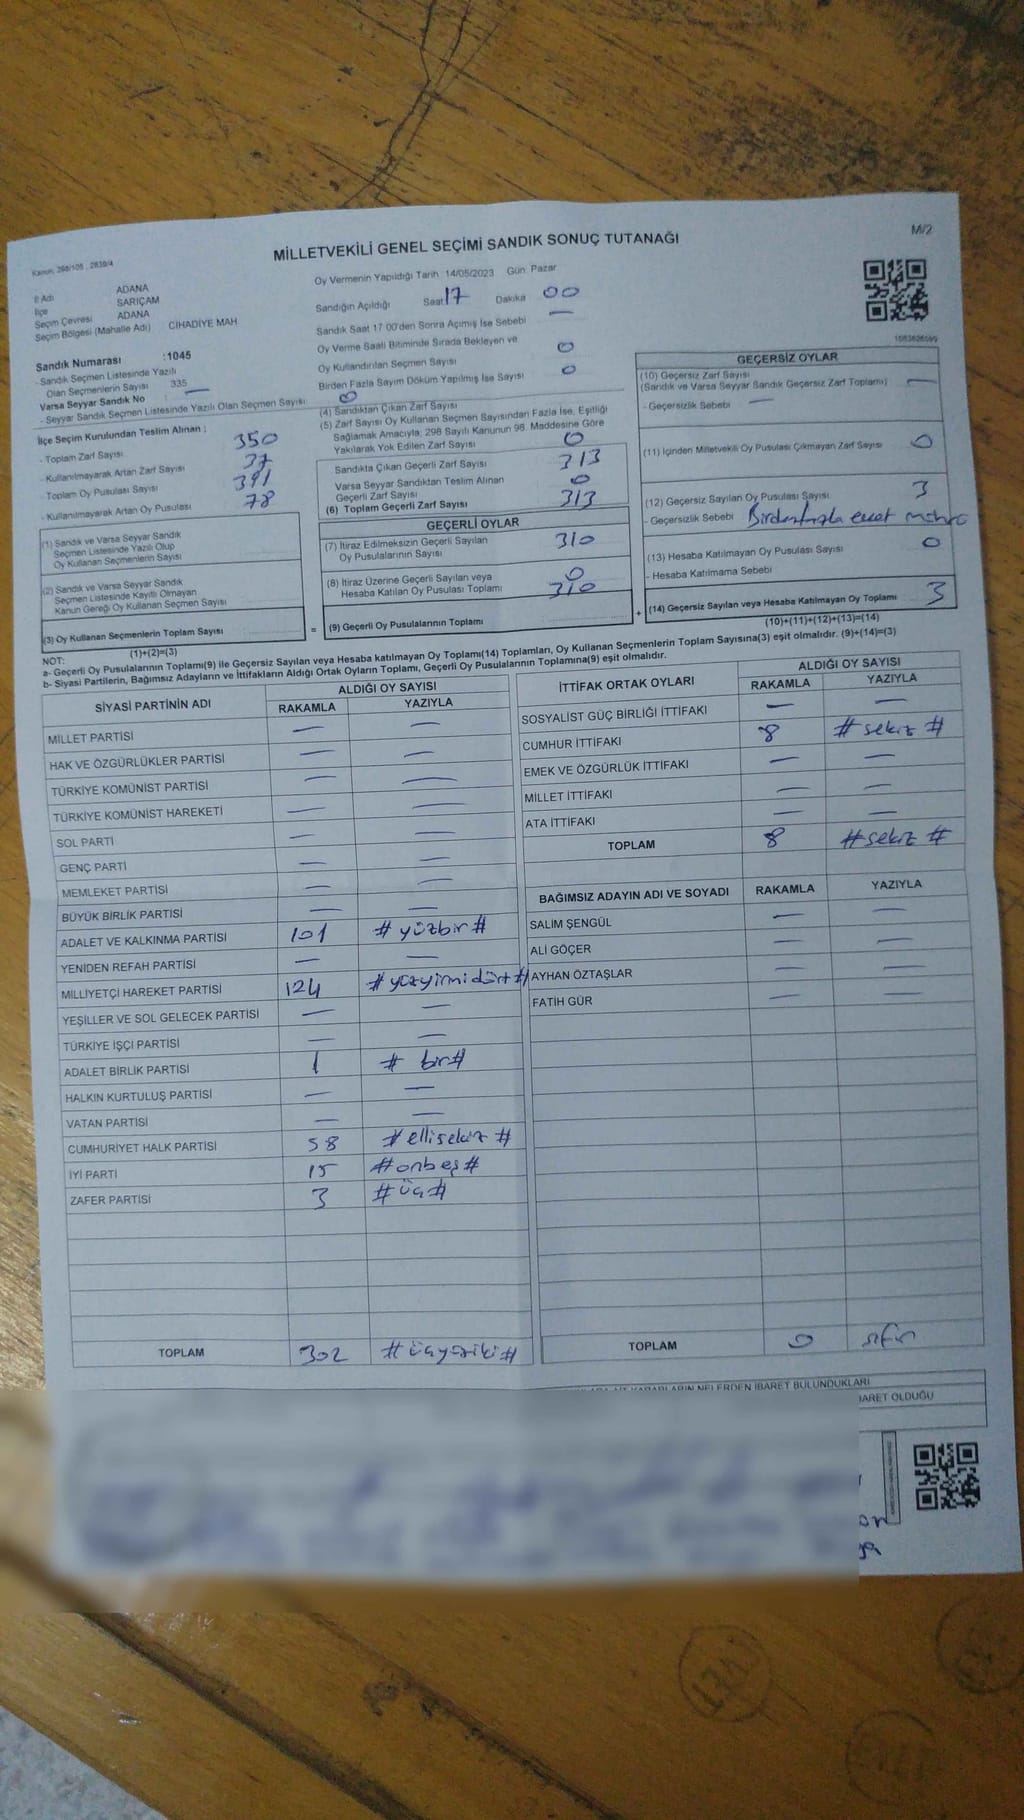 M/2
MİLLETVEKİLİ GENEL SEÇİMİ SANDIK SONUÇ TUTANAĞI
Kanun: 298/105 , 2839/4
İl Adı ADANA
İlçe SARIÇAM
Seçim Çevresi ADANA
Seçim Bölgesi (Mahalle Adı) CİHADİYE MAH
Oy Vermenin Yapıldığı Tarih: 14/05/2023 Gün: Pazar
Sandığın Açıldığı Saat 17 Dakika 00
Sandık Saat 17 00'den Sonra Açımış İse Sebebi —
Oy Verme Saati Bitiminde Sırada Bekleyen ve
Oy Kullandırılan Seçmen Sayısı 0
Birden Fazla Sayım Döküm Yapılmış İse Sayısı 0
Sandık Numarası :1045
- Sandık Seçmen Listesinde Yazılı
Olan Seçmenlerin Sayısı 335
Varsa Seyyar Sandık No —
- Seyyar Sandık Seçmen Listesinde Yazılı Olan Seçmen Sayısı 0
İlçe Seçim Kurulundan Teslim Alınan ;
- Toplam Zarf Sayısı 350
- Kullanılmayarak Artan Zarf Sayısı 37
- Toplam Oy Pusulası Sayısı 391
- Kullanılmayarak Artan Oy Pusulası 78
(1) Sandık ve Varsa Seyyar Sandık
Seçmen Listesinde Yazılı Olup
Oy Kullanan Seçmenlerin Sayısı
(2) Sandık ve Varsa Seyyar Sandık
Seçmen Listesinde Kayıtlı Olmayan
Kanun Gereği Oy Kullanan Seçmen Sayısı
(3) Oy Kullanan Seçmenlerin Toplam Sayısı
(1)+(2)=(3)
(4) Sandıktan Çıkan Zarf Sayısı
(5) Zarf Sayısı Oy Kullanan Seçmen Sayısından Fazla İse, Eşitliği
Sağlamak Amacıyla, 298 Sayılı Kanunun 98. Maddesine Göre
Yakılarak Yok Edilen Zarf Sayısı 0
Sandıkta Çıkan Geçerli Zarf Sayısı 313
Varsa Seyyar Sandıktan Teslim Alınan
Geçerli Zarf Sayısı 0
(6) Toplam Geçerli Zarf Sayısı 313
GEÇERLİ OYLAR
(7) İtiraz Edilmeksizin Geçerli Sayılan
Oy Pusulalarının Sayısı 310
(8) İtiraz Üzerine Geçerli Sayılan veya
Hesaba Katılan Oy Pusulası Toplamı 0
= (9) Geçerli Oy Pusulalarının Toplamı 310
GEÇERSİZ OYLAR
(10) Geçersiz Zarf Sayısı
(Sandık ve Varsa Seyyar Sandık Geçersiz Zarf Toplamı) —
- Geçersizlik Sebebi —
(11) İçinden Milletvekili Oy Pusulası Çıkmayan Zarf Sayısı 0
(12) Geçersiz Sayılan Oy Pusulası Sayısı 3
- Geçersizlik Sebebi Birden fazla evet mührü
(13) Hesaba Katılmayan Oy Pusulası Sayısı 0
- Hesaba Katılmama Sebebi
+ (14) Geçersiz Sayılan veya Hesaba Katılmayan Oy Toplamı 3
(10)+(11)+(12)+(13)=(14)
NOT:
a- Geçerli Oy Pusulalarının Toplamı(9) ile Geçersiz Sayılan veya Hesaba katılmayan Oy Toplamı(14) Toplamları, Oy Kullanan Seçmenlerin Toplam Sayısına(3) eşit olmalıdır. (9)+(14)=(3)
b- Siyasi Partilerin, Bağımsız Adayların ve İttifakların Aldığı Ortak Oyların Toplamı, Geçerli Oy Pusulalarının Toplamına(9) eşit olmalıdır.
SİYASİ PARTİNİN ADI ALDIĞI OY SAYISI
RAKAMLA YAZIYLA
MİLLET PARTİSİ — —
HAK VE ÖZGÜRLÜKLER PARTİSİ — —
TÜRKİYE KOMÜNİST PARTİSİ — —
TÜRKİYE KOMÜNİST HAREKETİ — —
SOL PARTİ — —
GENÇ PARTİ — —
MEMLEKET PARTİSİ — —
BÜYÜK BİRLİK PARTİSİ — —
ADALET VE KALKINMA PARTİSİ 101 # yüzbir #
YENİDEN REFAH PARTİSİ — —
MİLLİYETÇİ HAREKET PARTİSİ 124 # yüzyirmidört #
YEŞİLLER VE SOL GELECEK PARTİSİ — —
TÜRKİYE İŞÇİ PARTİSİ — —
ADALET BİRLİK PARTİSİ 1 # bir #
HALKIN KURTULUŞ PARTİSİ — —
VATAN PARTİSİ — —
CUMHURİYET HALK PARTİSİ 58 # ellisekiz #
İYİ PARTİ 15 # onbeş #
ZAFER PARTİSİ 3 # üç #
TOPLAM 302 # üçyüziki #
İTTİFAK ORTAK OYLARI ALDIĞI OY SAYISI
RAKAMLA YAZIYLA
SOSYALİST GÜÇ BİRLİĞİ İTTİFAKI — —
CUMHUR İTTİFAKI 8 # sekiz #
EMEK VE ÖZGÜRLÜK İTTİFAKI — —
MİLLET İTTİFAKI — —
ATA İTTİFAKI — —
TOPLAM 8 # sekiz #
BAĞIMSIZ ADAYIN ADI VE SOYADI RAKAMLA YAZIYLA
SALİM ŞENGÜL — —
ALİ GÖÇER — —
AYHAN ÖZTAŞLAR — —
FATİH GÜR — —
TOPLAM 0 sıfır
NELERDEN İBARET BULUNDUKLARI
İBARET OLDUĞU